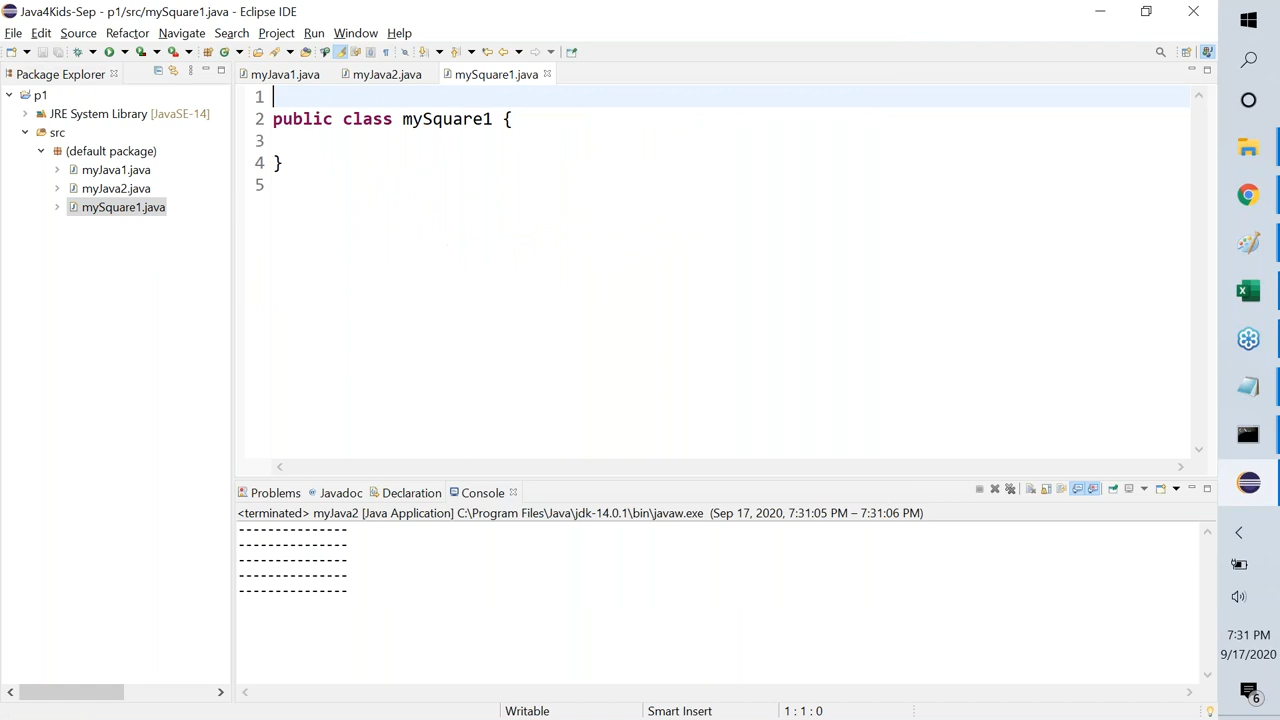 Java4Kids-Sep - p1/src/mySquare1.java - Eclipse IDE
File Edit Source Refactor Navigate Search Project Run Window Help
Package Explorer
myJava1.java
myJava2.java
mySquare1.java
p1
JRE System Library [JavaSE-14]
src
(default package)
myJava1.java
myJava2.java
mySquare1.java
1
2 public class mySquare1 {
3
4 }
5
Problems Javadoc Declaration Console
<terminated> myJava2 [Java Application] C:\Program Files\Java\jdk-14.0.1\bin\javaw.exe (Sep 17, 2020, 7:31:05 PM – 7:31:06 PM)
---------------
---------------
---------------
---------------
---------------
Writable Smart Insert 1 : 1 : 0
7:31 PM
9/17/2020
6